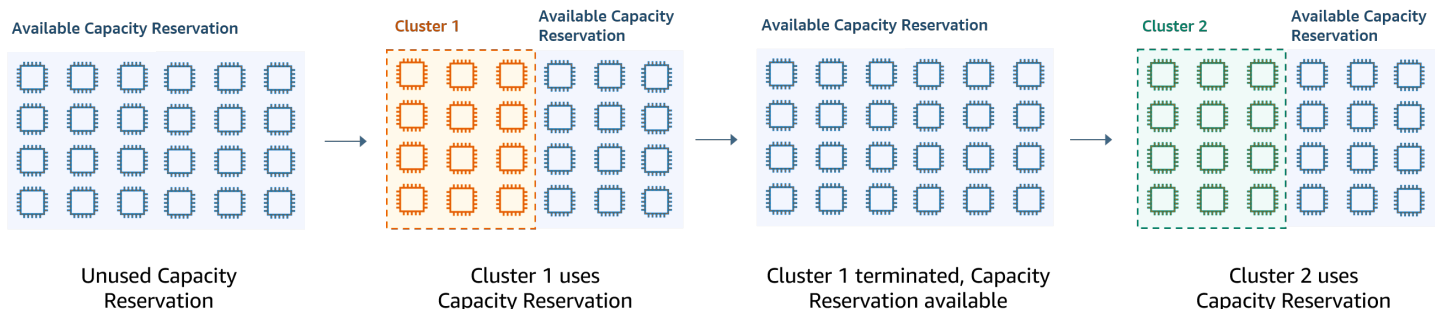 Available Capacity Reservation
Cluster 1
Available Capacity
Reservation
Available Capacity Reservation
Cluster 2
Available Capacity
Reservation
Unused Capacity
Reservation
Cluster 1 uses
Capacity Reservation
Cluster 1 terminated, Capacity
Reservation available
Cluster 2 uses
Capacity Reservation